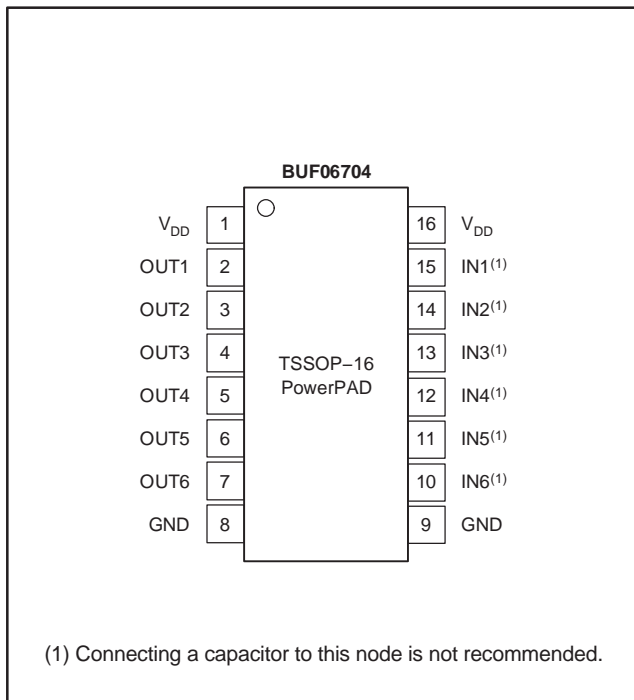 BUF06704
V_DD 1 16 V_DD
OUT1 2 15 IN1(1)
OUT2 3 14 IN2(1)
OUT3 4 13 IN3(1)
TSSOP−16
PowerPAD
OUT4 5 12 IN4(1)
OUT5 6 11 IN5(1)
OUT6 7 10 IN6(1)
GND 8 9 GND
(1) Connecting a capacitor to this node is not recommended.